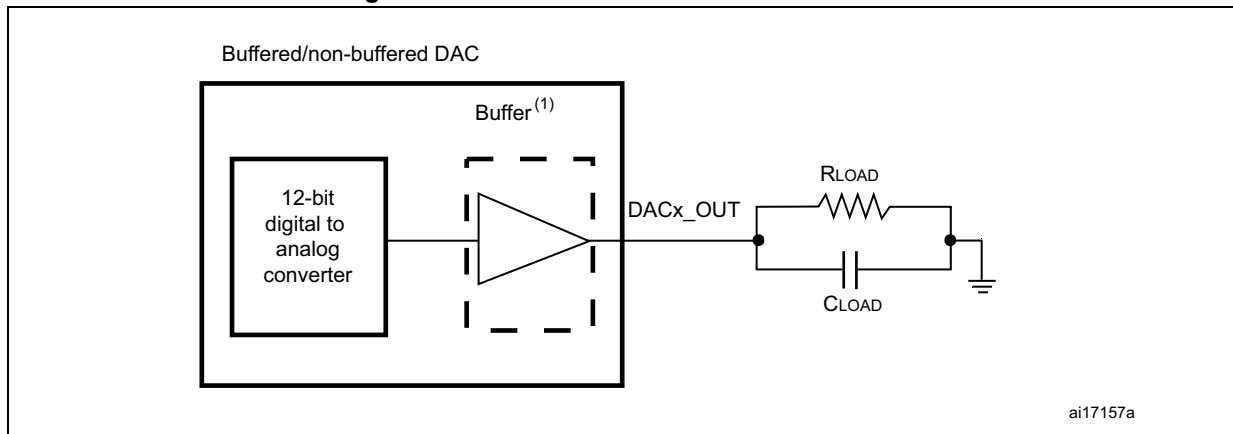 Buffered/non-buffered DAC
Buffer(1)
12-bit
digital to
analog
converter
DACx_OUT
RLOAD
CLOAD
ai17157a